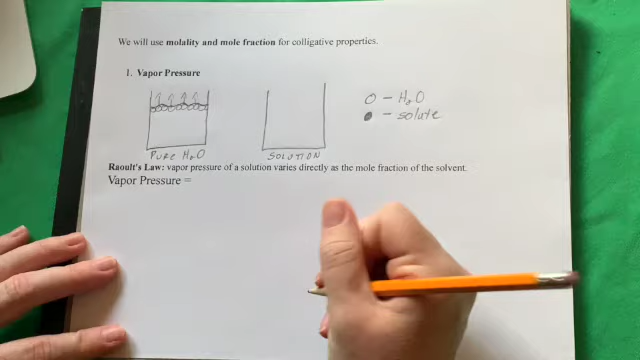 We will use molality and mole fraction for colligative properties.
1. Vapor Pressure
○ – H₂O
● – solute
PURE H₂O
SOLUTION
Raoult's Law: vapor pressure of a solution varies directly as the mole fraction of the solvent.
Vapor Pressure =